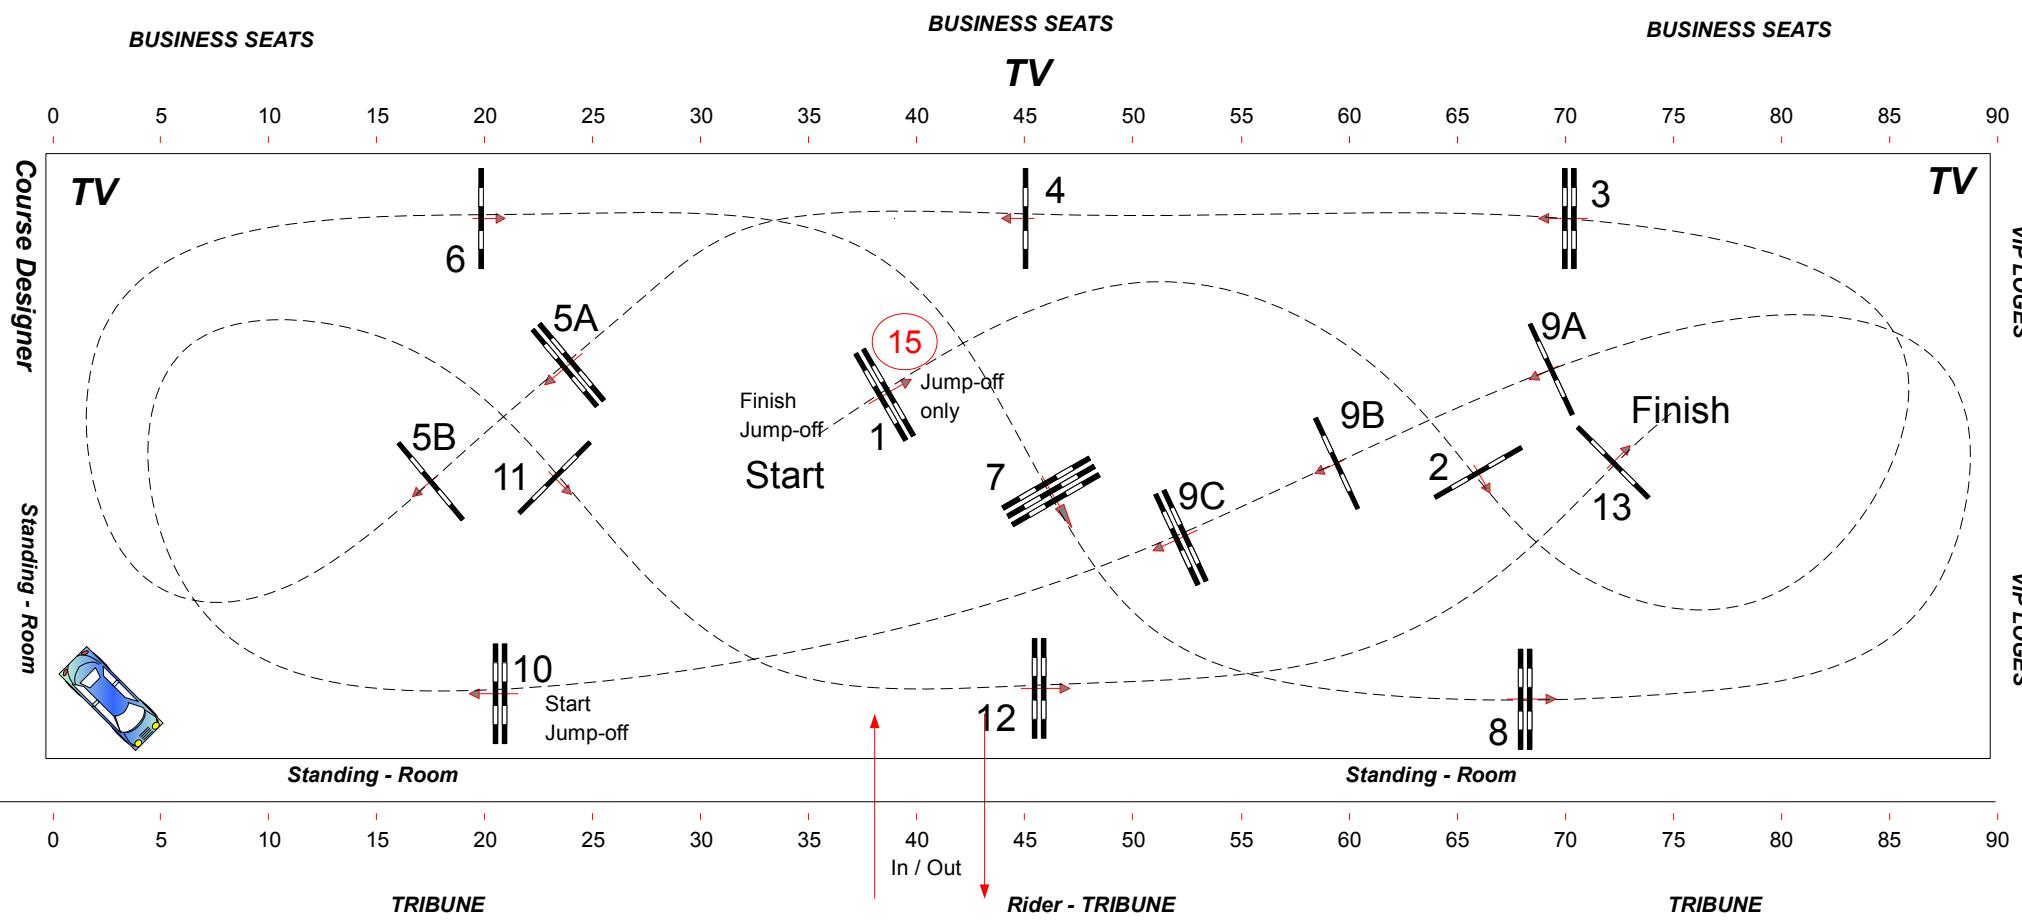 BUSINESS SEATS
BUSINESS SEATS
BUSINESS SEATS
TV
0 5 10 15 20 25 30 35 40 45 50 55 60 65 70 75 80 85 90
Course Designer
TV
4
3
TV
VIP LOGES
6
5A
15
9A
Jump-off
only
Finish
Jump-off
1
Start
Finish
5B
11
7
9C
9B
2
13
Standing - Room
VIP LOGES
10
Start
Jump-off
12
8
Standing - Room
Standing - Room
0 5 10 15 20 25 30 35 40 45 50 55 60 65 70 75 80 85 90
In / Out
TRIBUNE
Rider - TRIBUNE
TRIBUNE